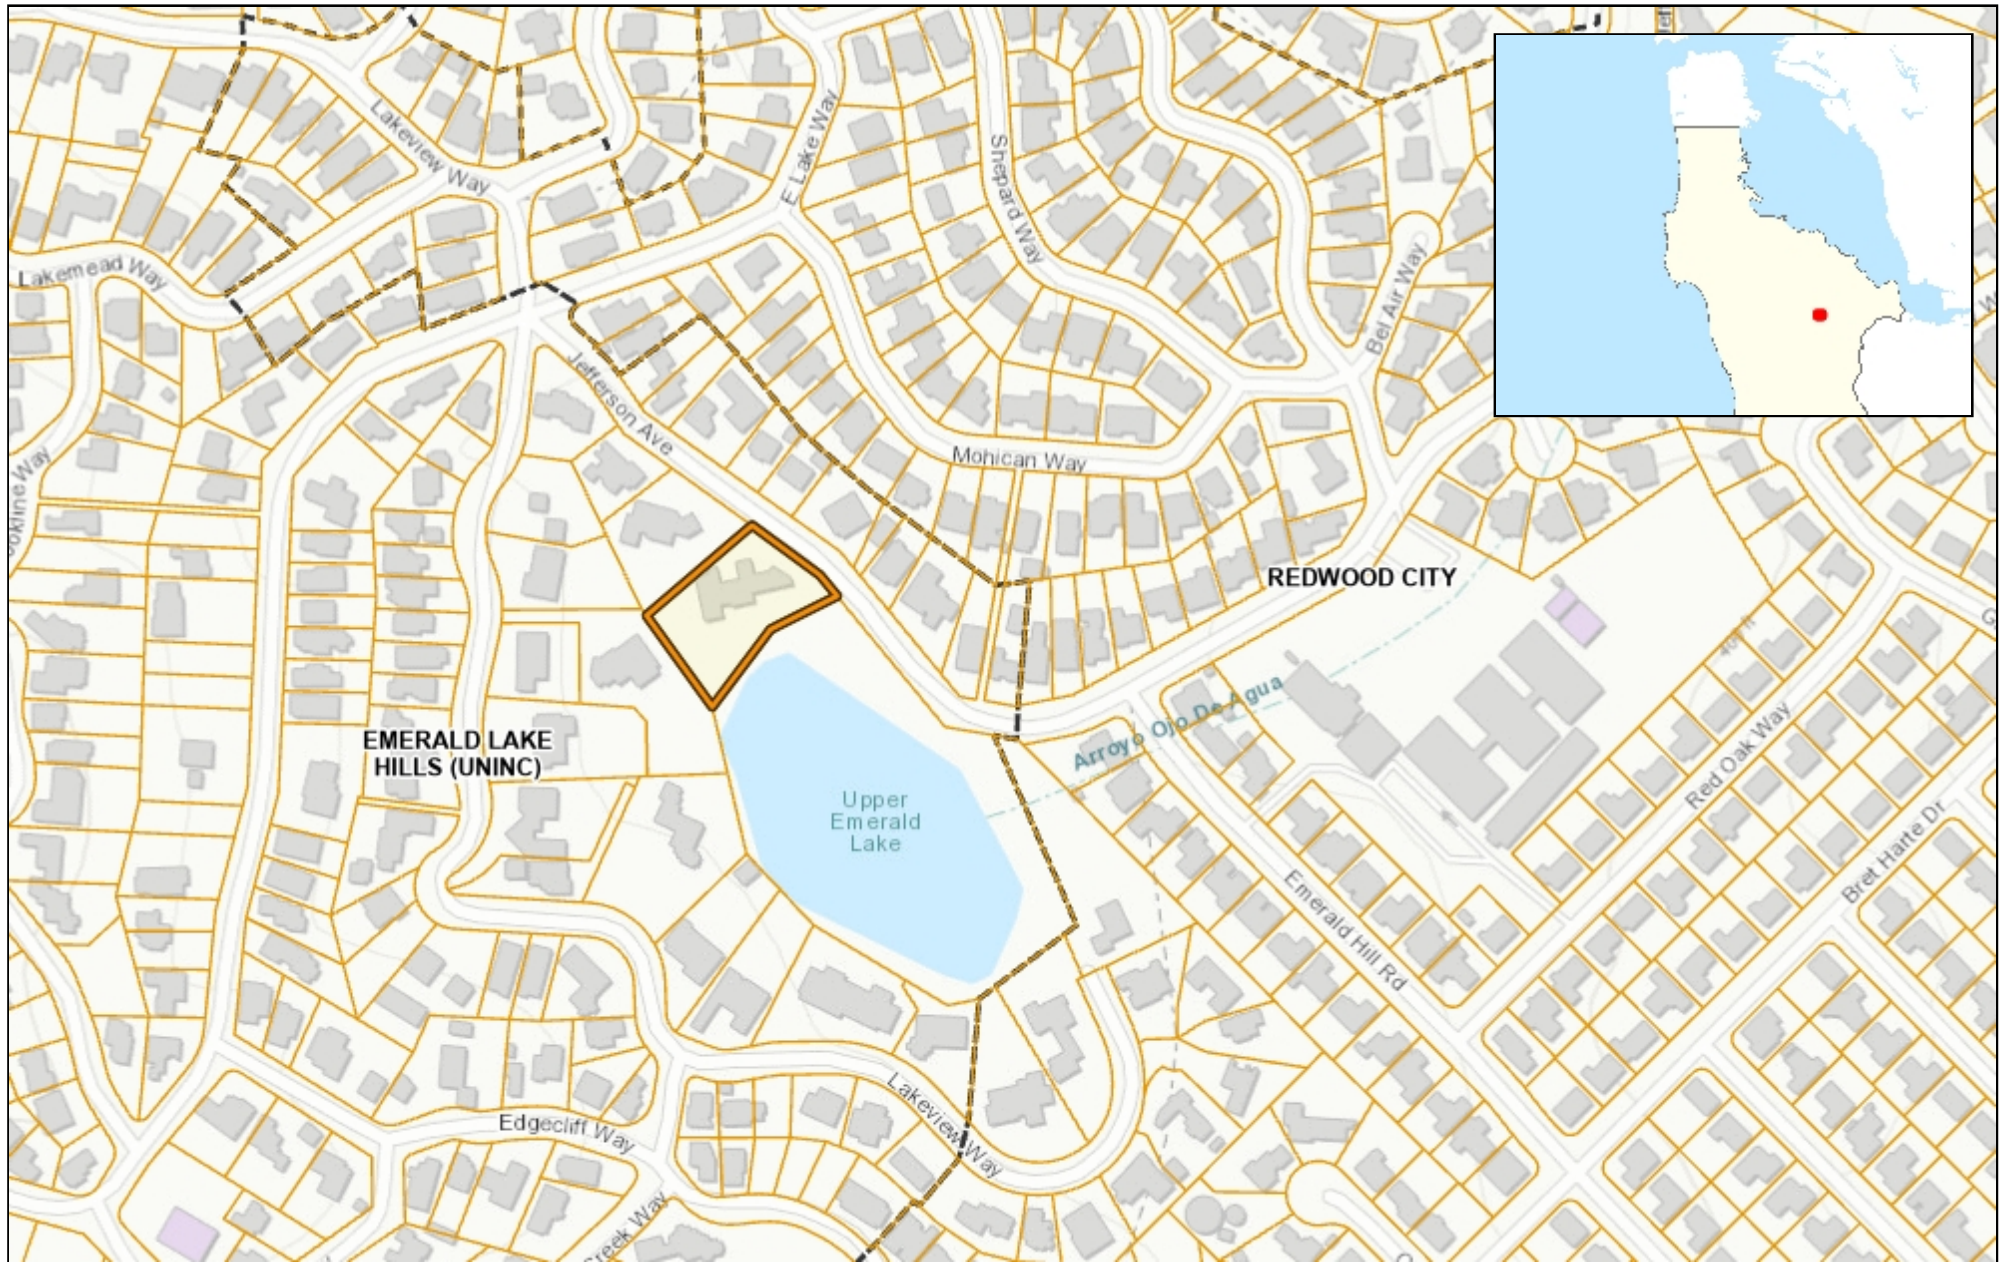 Lakeview Way
E Lake Way
Shepard Way
Lakemead Way
Bel Air Way
Jefferson Ave
Mohican Way
REDWOOD CITY
EMERALD LAKE
HILLS (UNINC)
Arroyo Ojo De Agua
Upper
Emerald
Lake
Red Oak Way
Bret Harte Dr
Emerald Hill Rd
Lakeview Way
Edgecliff Way